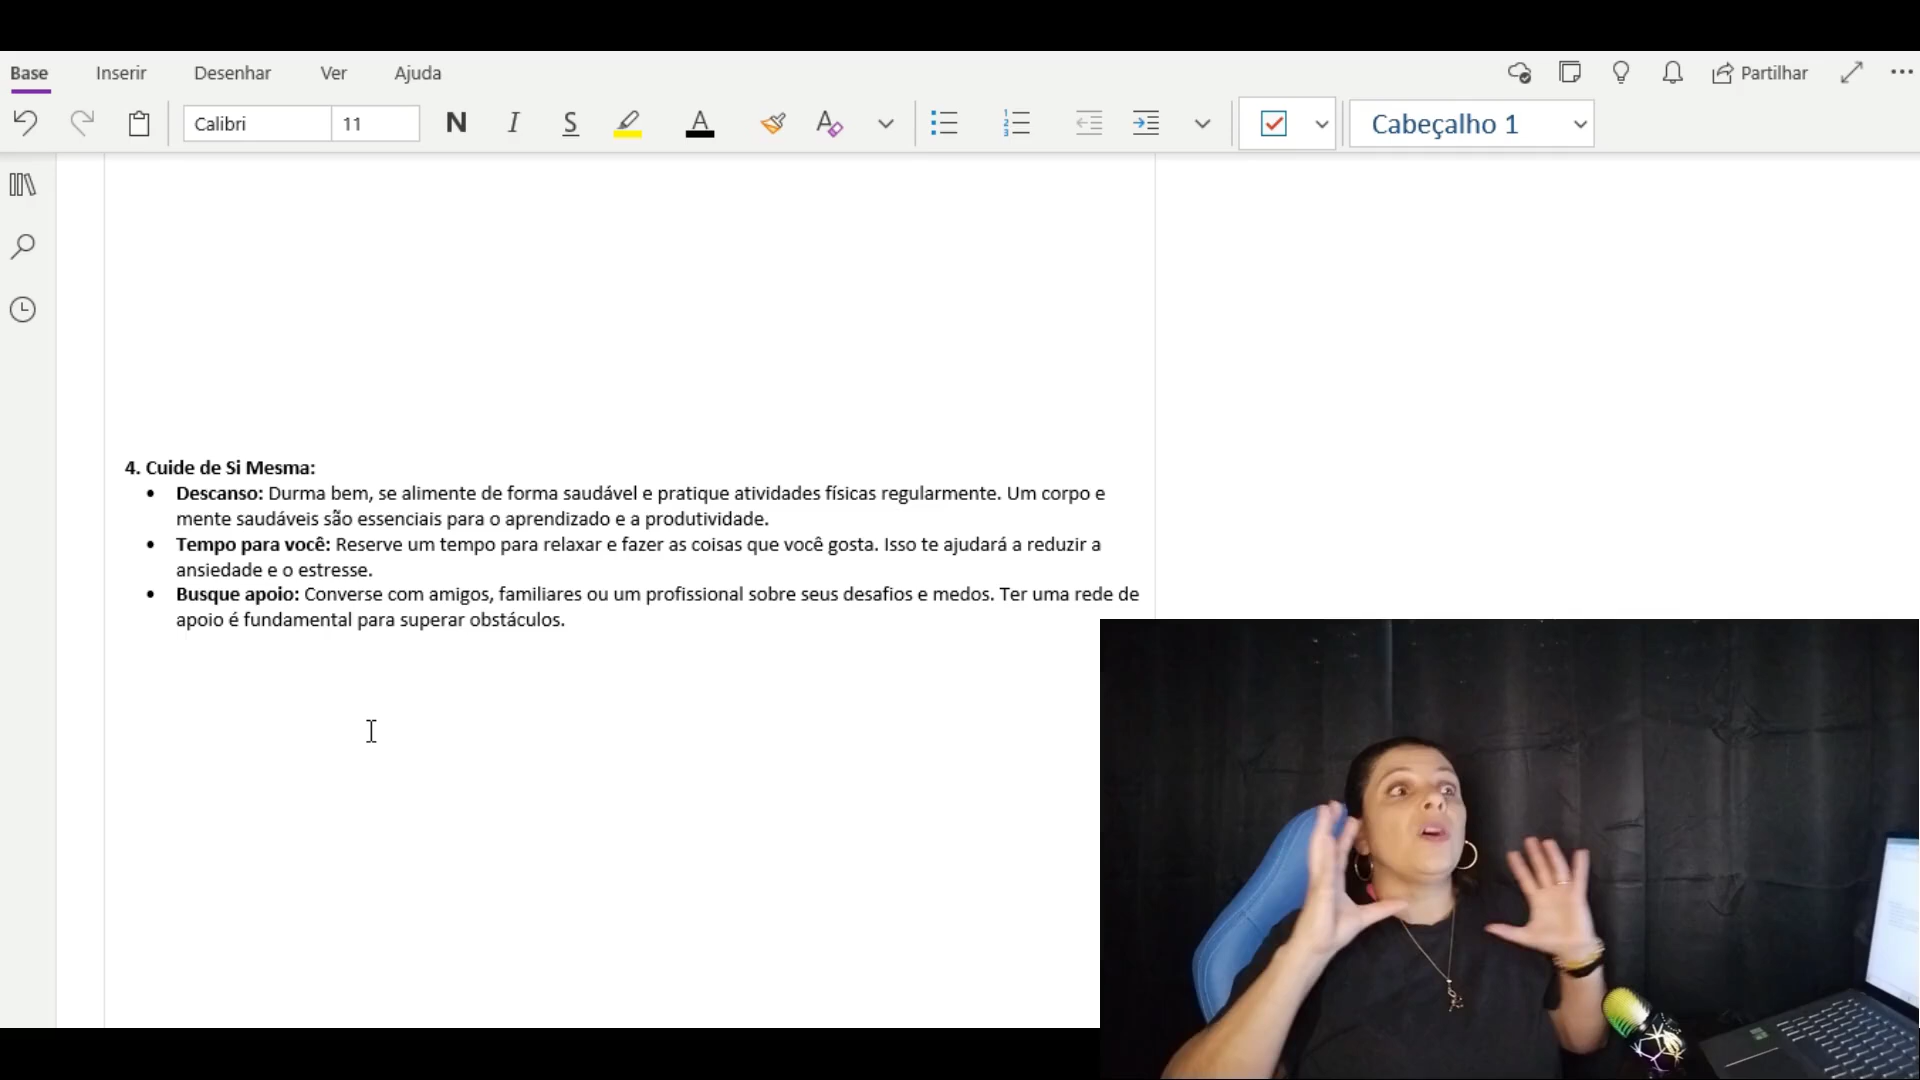 Base Inserir Desenhar Ver Ajuda Partilhar
Calibri 11 N I S A A Cabeçalho 1
4. Cuide de Si Mesma:
• Descanso: Durma bem, se alimente de forma saudável e pratique atividades físicas regularmente. Um corpo e
mente saudáveis são essenciais para o aprendizado e a produtividade.
• Tempo para você: Reserve um tempo para relaxar e fazer as coisas que você gosta. Isso te ajudará a reduzir a
ansiedade e o estresse.
• Busque apoio: Converse com amigos, familiares ou um profissional sobre seus desafios e medos. Ter uma rede de
apoio é fundamental para superar obstáculos.